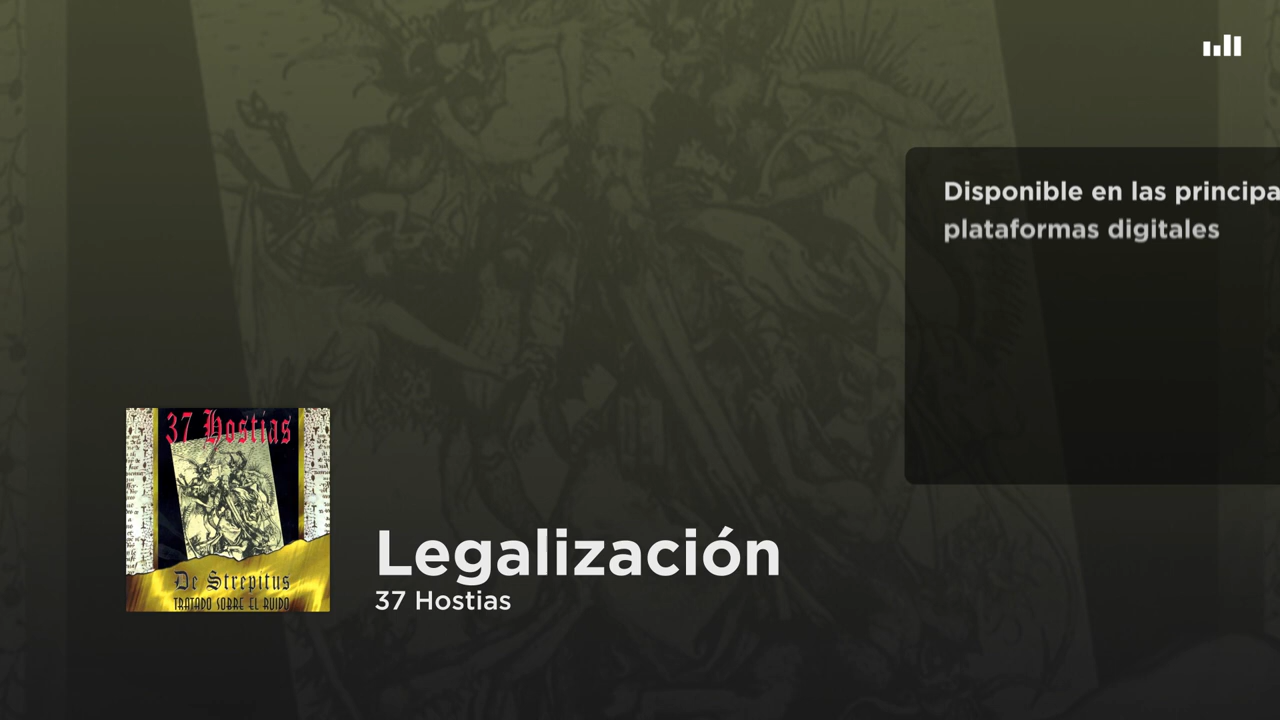 Disponible en las principa
plataformas digitales
37 Hostias
De Strepitus
TRATADO SOBRE EL RUIDO
Legalización
37 Hostias